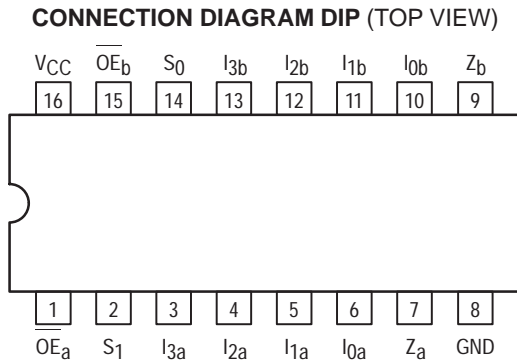 CONNECTION DIAGRAM DIP (TOP VIEW)
VCC OEb S0 I3b I2b I1b I0b Zb
16 15 14 13 12 11 10 9
1 2 3 4 5 6 7 8
OEa S1 I3a I2a I1a I0a Za GND